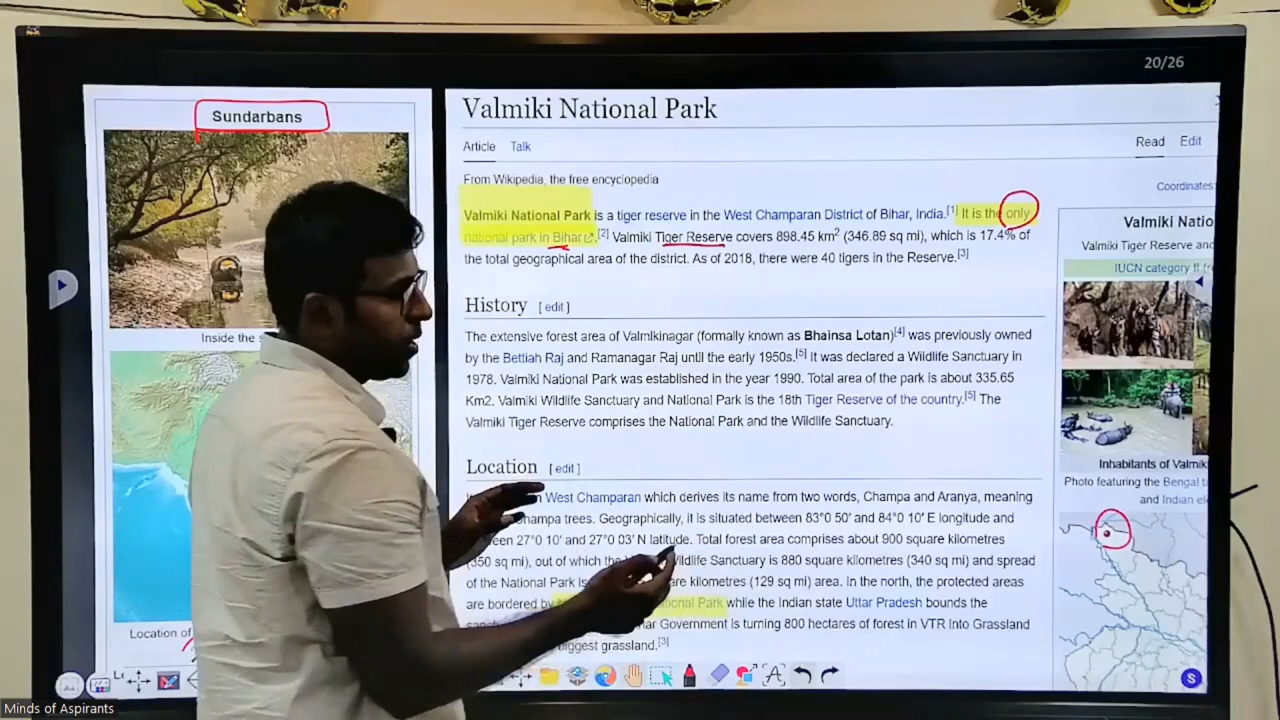 20/26
Sundarbans
Inside the
Location of
Valmiki National Park
Article Talk
Read Edit
From Wikipedia, the free encyclopedia
Coordinates:
Valmiki National Park is a tiger reserve in the West Champaran District of Bihar, India.[1] It is the only
national park in Bihar.[2] Valmiki Tiger Reserve covers 898.45 km2 (346.89 sq mi), which is 17.4% of
the total geographical area of the district. As of 2018, there were 40 tigers in the Reserve.[3]
History [ edit ]
The extensive forest area of Valmikinagar (formally known as Bhainsa Lotan)[4] was previously owned
by the Bettiah Raj and Ramanagar Raj until the early 1950s.[5] It was declared a Wildlife Sanctuary in
1978. Valmiki National Park was established in the year 1990. Total area of the park is about 335.65
Km2. Valmiki Wildlife Sanctuary and National Park is the 18th Tiger Reserve of the country.[5] The
Valmiki Tiger Reserve comprises the National Park and the Wildlife Sanctuary.
Location [ edit ]
West Champaran which derives its name from two words, Champa and Aranya, meaning
trees. Geographically, it is situated between 83°0 50' and 84°0 10' E longitude and
27°0 10' and 27°0 03' N latitude. Total forest area comprises about 900 square kilometres
(350 sq mi), out of which the Wildlife Sanctuary is 880 square kilometres (340 sq mi) and spread
of the National Park is kilometres (129 sq mi) area. In the north, the protected areas
are bordered by Park while the Indian state Uttar Pradesh bounds the
Government is turning 800 hectares of forest in VTR Into Grassland
biggest grassland.[3]
Valmiki Natio
Valmiki Tiger Reserve and
IUCN category II
Inhabitants of Valmik
Photo featuring the Bengal t
and Indian el
S
Minds of Aspirants